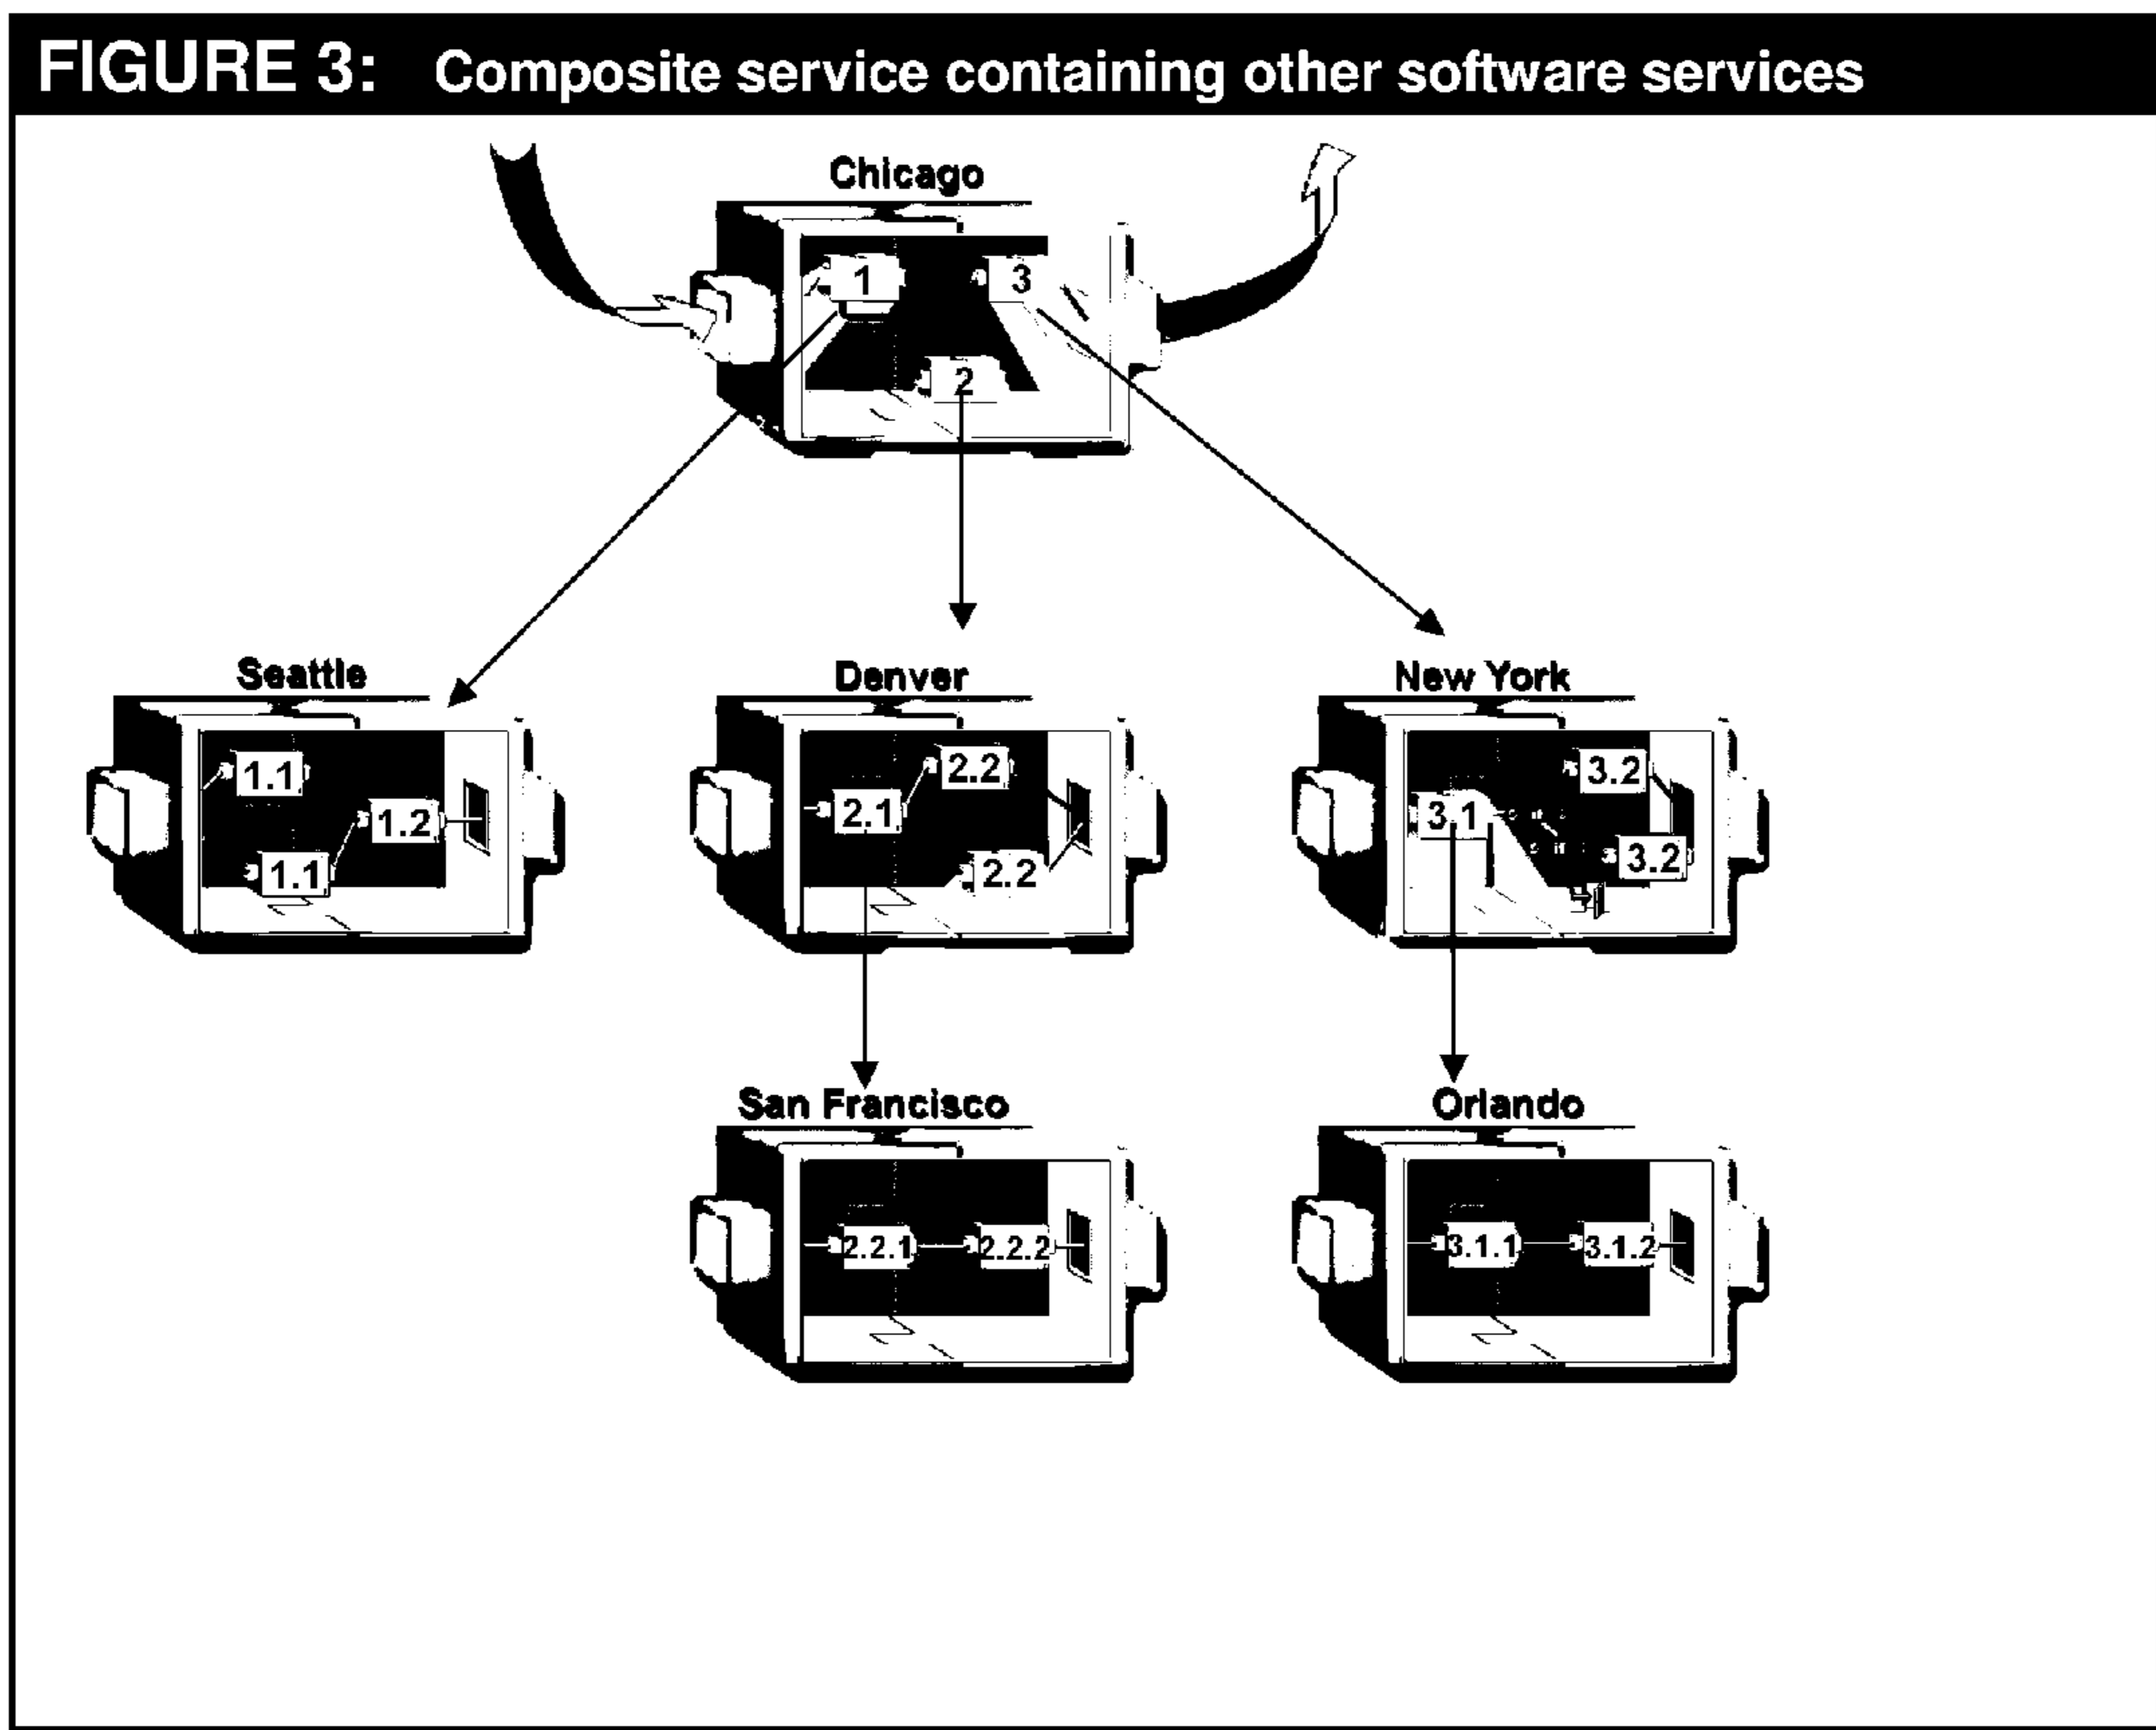 FIGURE 3: Composite service containing other software services
Chicago
1
3
2
Seattle
Denver
New York
1.1
1.2
1.1
2.2
2.1
2.2
3.2
3.1
3.2
San Francisco
Orlando
2.2.1
2.2.2
3.1.1
3.1.2